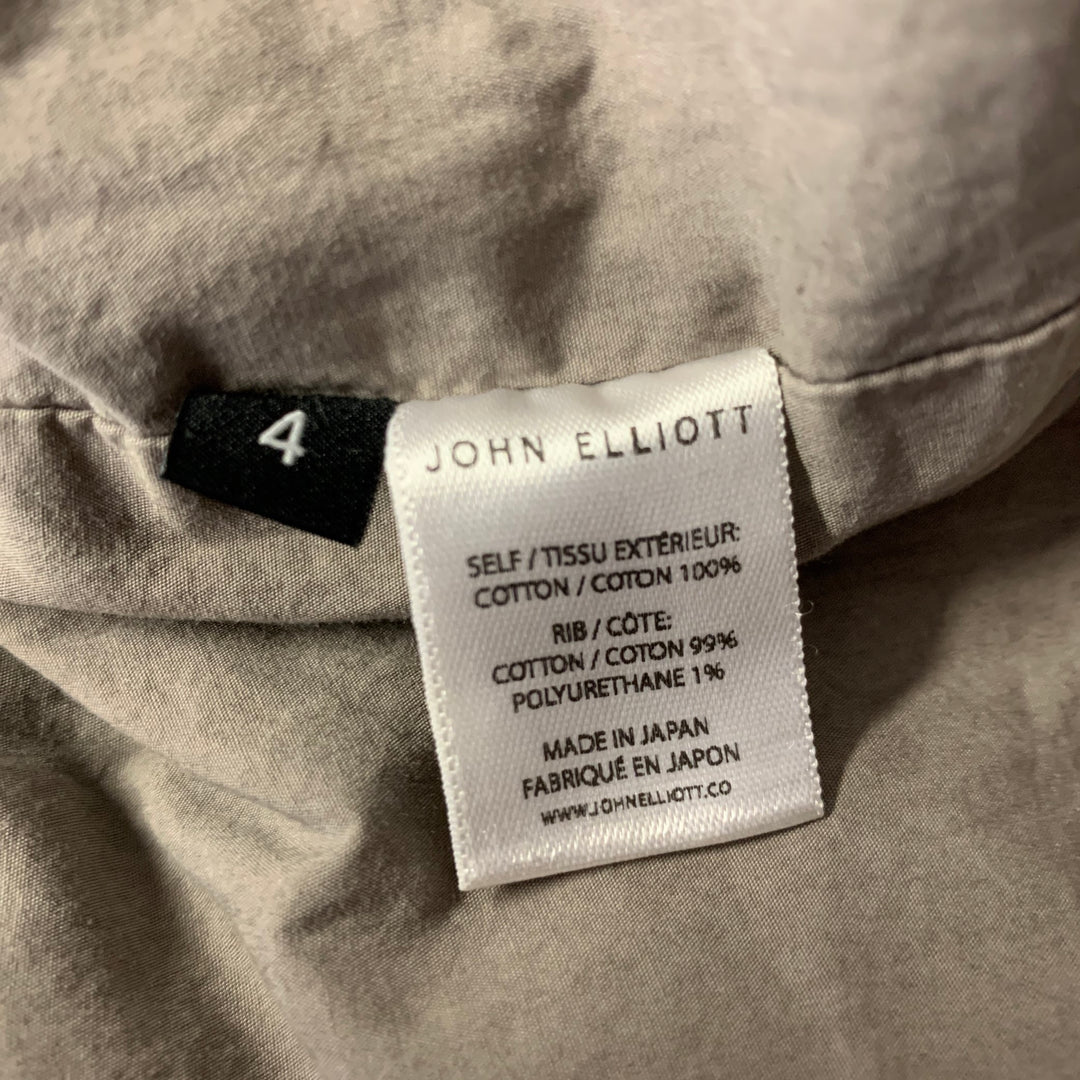 4
JOHN ELLIOTT
SELF / TISSU EXTÉRIEUR:
COTTON / COTON 100%
RIB / CÔTE:
COTTON / COTON 99%
POLYURETHANE 1%
MADE IN JAPAN
FABRIQUÉ EN JAPON
WWW.JOHNELLIOTT.CO